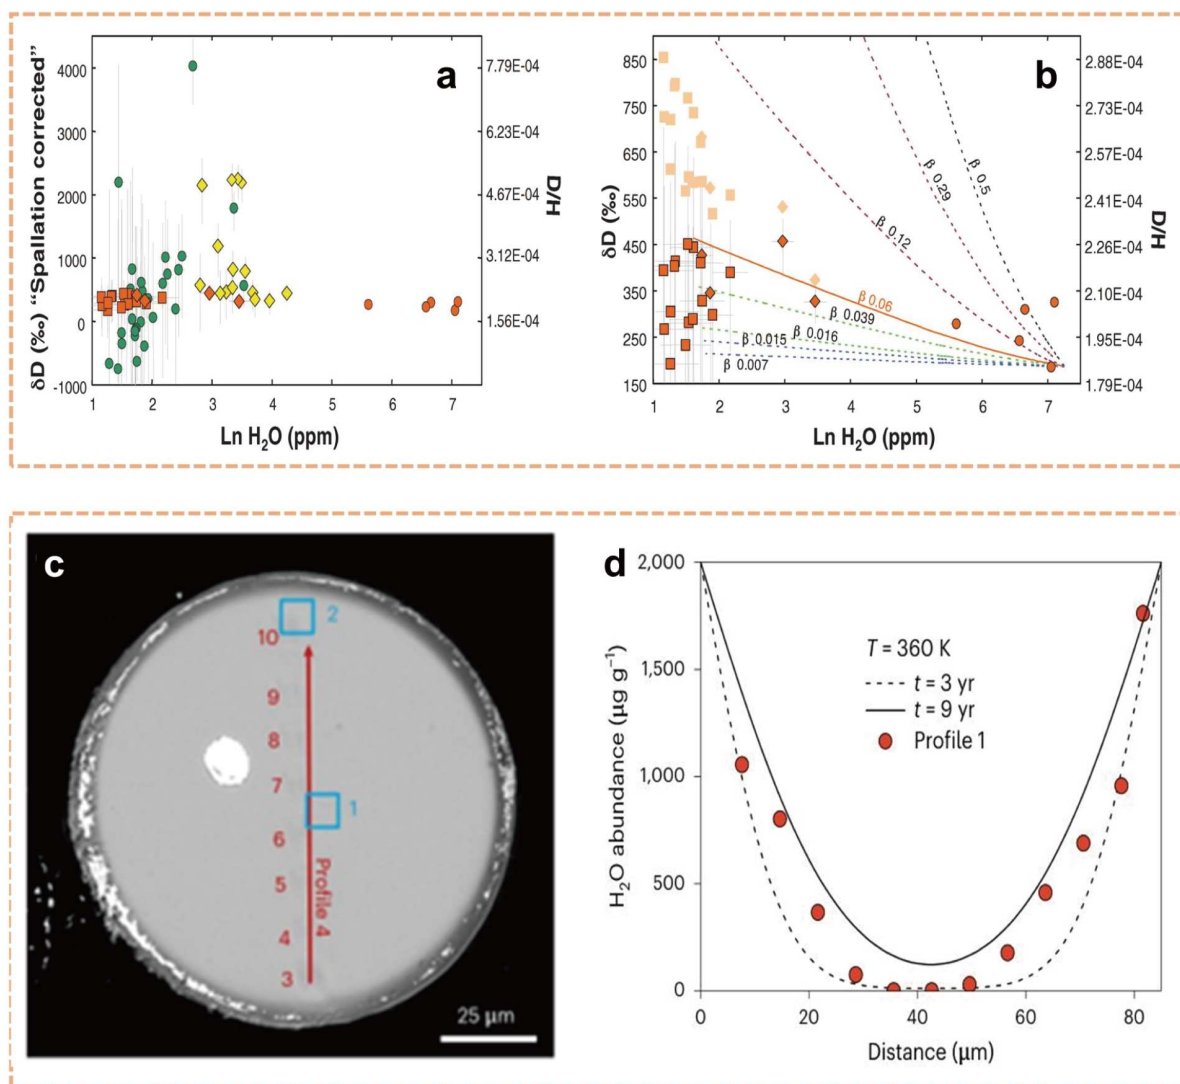 a
δD (‰) “Spallation corrected”
4000
3000
2000
1000
0
-1000
7.79E-04
6.23E-04
4.67E-04
3.12E-04
1.56E-04
D/H
1 2 3 4 5 6 7
Ln H₂O (ppm)
b
δD (‰)
850
750
650
550
450
350
250
150
2.88E-04
2.73E-04
2.57E-04
2.41E-04
2.26E-04
2.10E-04
1.95E-04
1.79E-04
D/H
β 0.5
β 0.29
β 0.12
β 0.06
β 0.039
β 0.016
β 0.015
β 0.007
1 2 3 4 5 6 7
Ln H₂O (ppm)
c
2
10
9
8
7
1
6
5
4
3
Profile 4
25 μm
d
H₂O abundance (μg g⁻¹)
2,000
1,500
1,000
500
0
T = 360 K
t = 3 yr
t = 9 yr
Profile 1
0 20 40 60 80
Distance (μm)